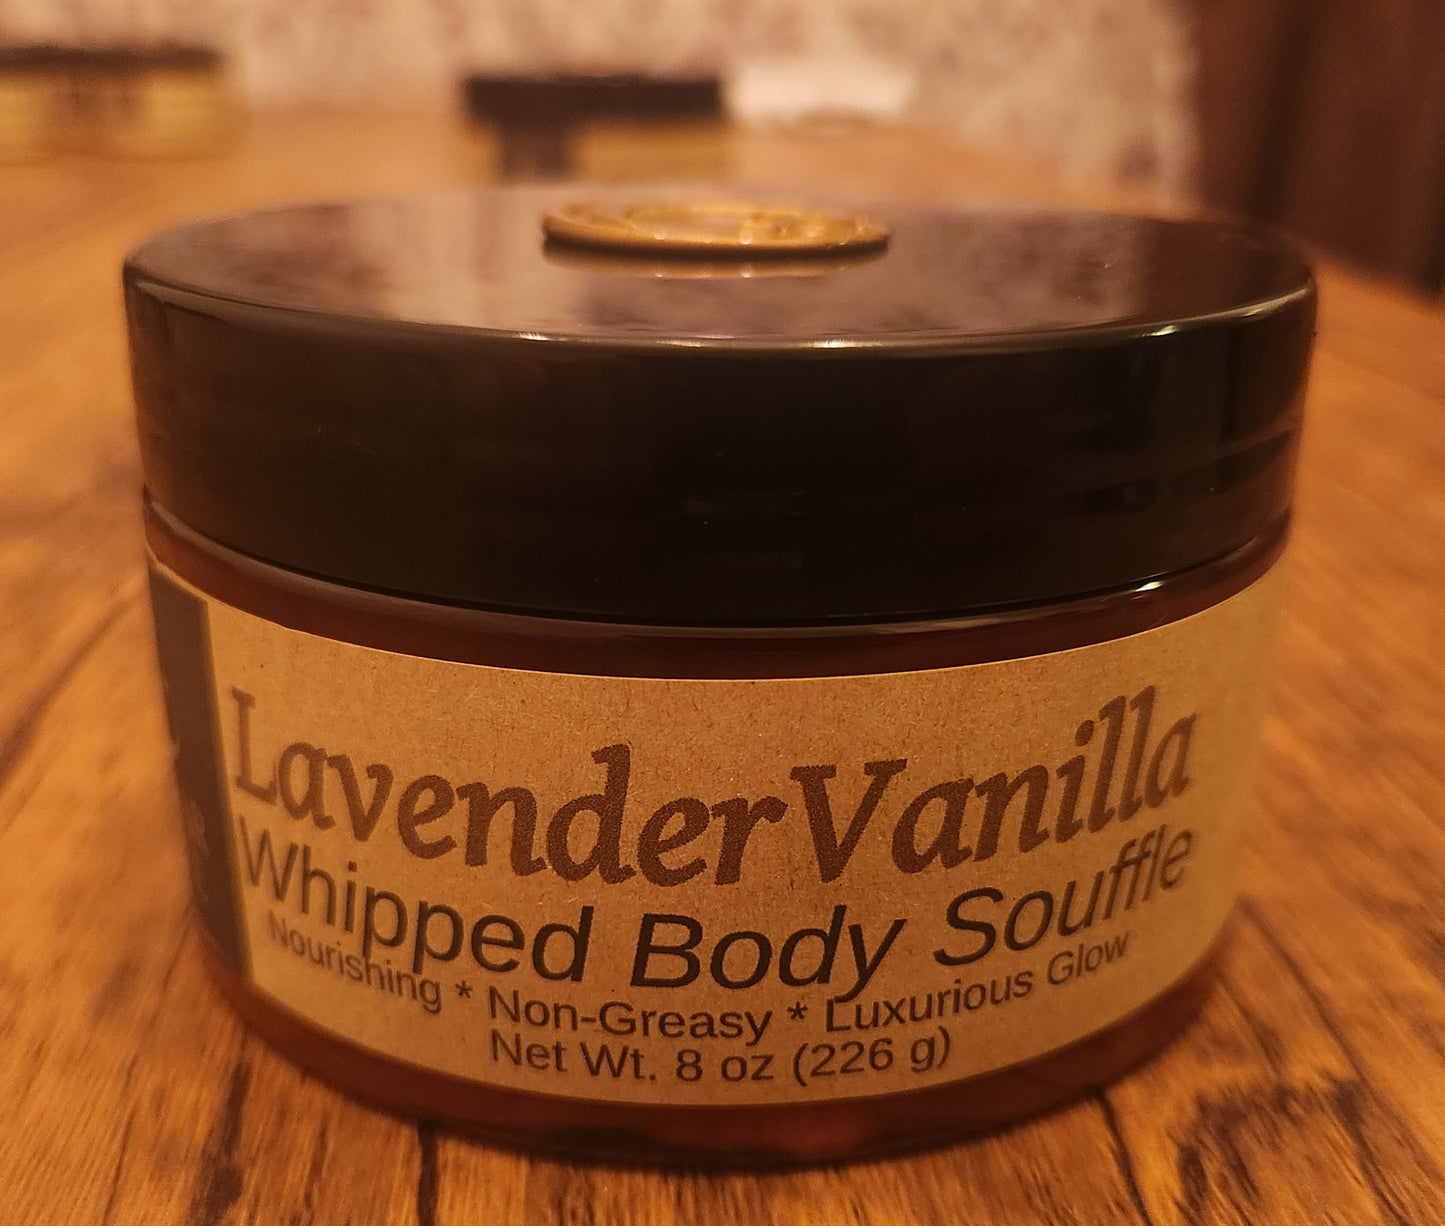 LavenderVanilla
Whipped Body Souffle
Nourishing * Non-Greasy * Luxurious Glow
Net Wt. 8 oz (226 g)